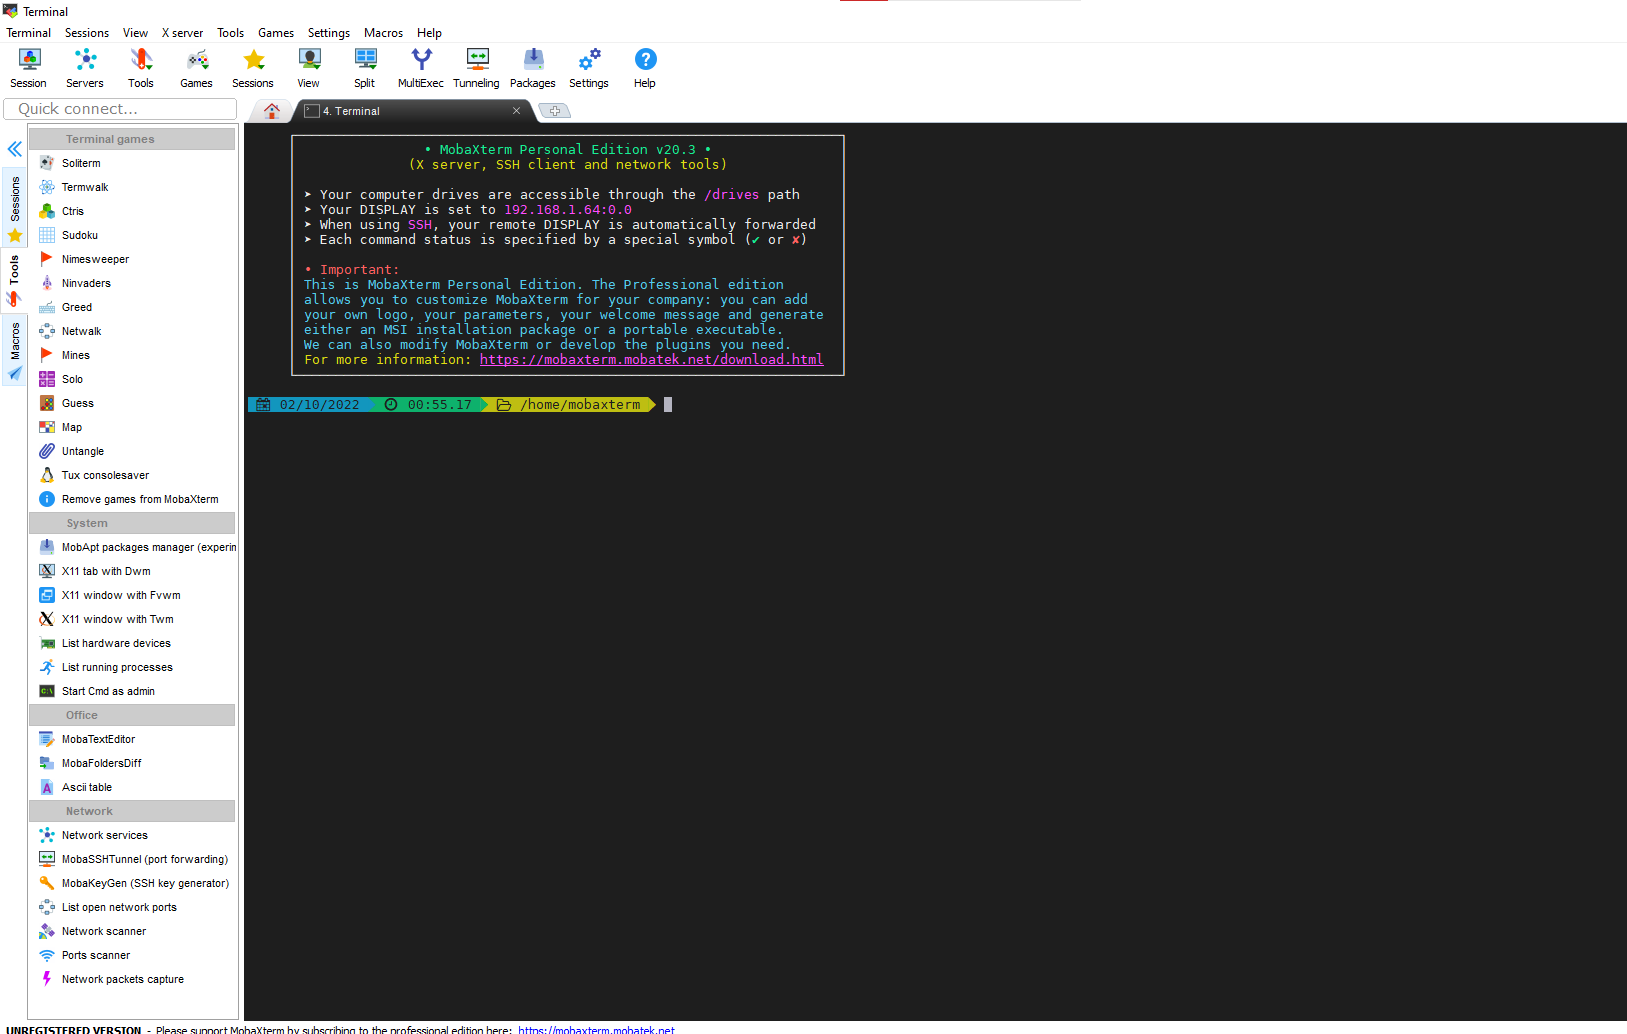 Terminal
Terminal Sessions View X server Tools Games Settings Macros Help
Session Servers Tools Games Sessions View Split MultiExec Tunneling Packages Settings Help
Quick connect...
4. Terminal
Sessions
Tools
Macros
Terminal games
Soliterm
Termwalk
Ctris
Sudoku
Nimesweeper
Ninvaders
Greed
Netwalk
Mines
Solo
Guess
Map
Untangle
Tux consolesaver
Remove games from MobaXterm
System
MobApt packages manager (experin
X11 tab with Dwm
X11 window with Fvwm
X11 window with Twm
List hardware devices
List running processes
Start Cmd as admin
Office
MobaTextEditor
MobaFoldersDiff
Ascii table
Network
Network services
MobaSSHTunnel (port forwarding)
MobaKeyGen (SSH key generator)
List open network ports
Network scanner
Ports scanner
Network packets capture
• MobaXterm Personal Edition v20.3 •
(X server, SSH client and network tools)
➤ Your computer drives are accessible through the /drives path
➤ Your DISPLAY is set to 192.168.1.64:0.0
➤ When using SSH, your remote DISPLAY is automatically forwarded
➤ Each command status is specified by a special symbol (✔ or ✘)
• Important:
This is MobaXterm Personal Edition. The Professional edition
allows you to customize MobaXterm for your company: you can add
your own logo, your parameters, your welcome message and generate
either an MSI installation package or a portable executable.
We can also modify MobaXterm or develop the plugins you need.
For more information: https://mobaxterm.mobatek.net/download.html
02/10/2022 00:55.17 /home/mobaxterm
UNREGISTERED VERSION - Please support MobaXterm by subscribing to the professional edition here: https://mobaxterm.mobatek.net